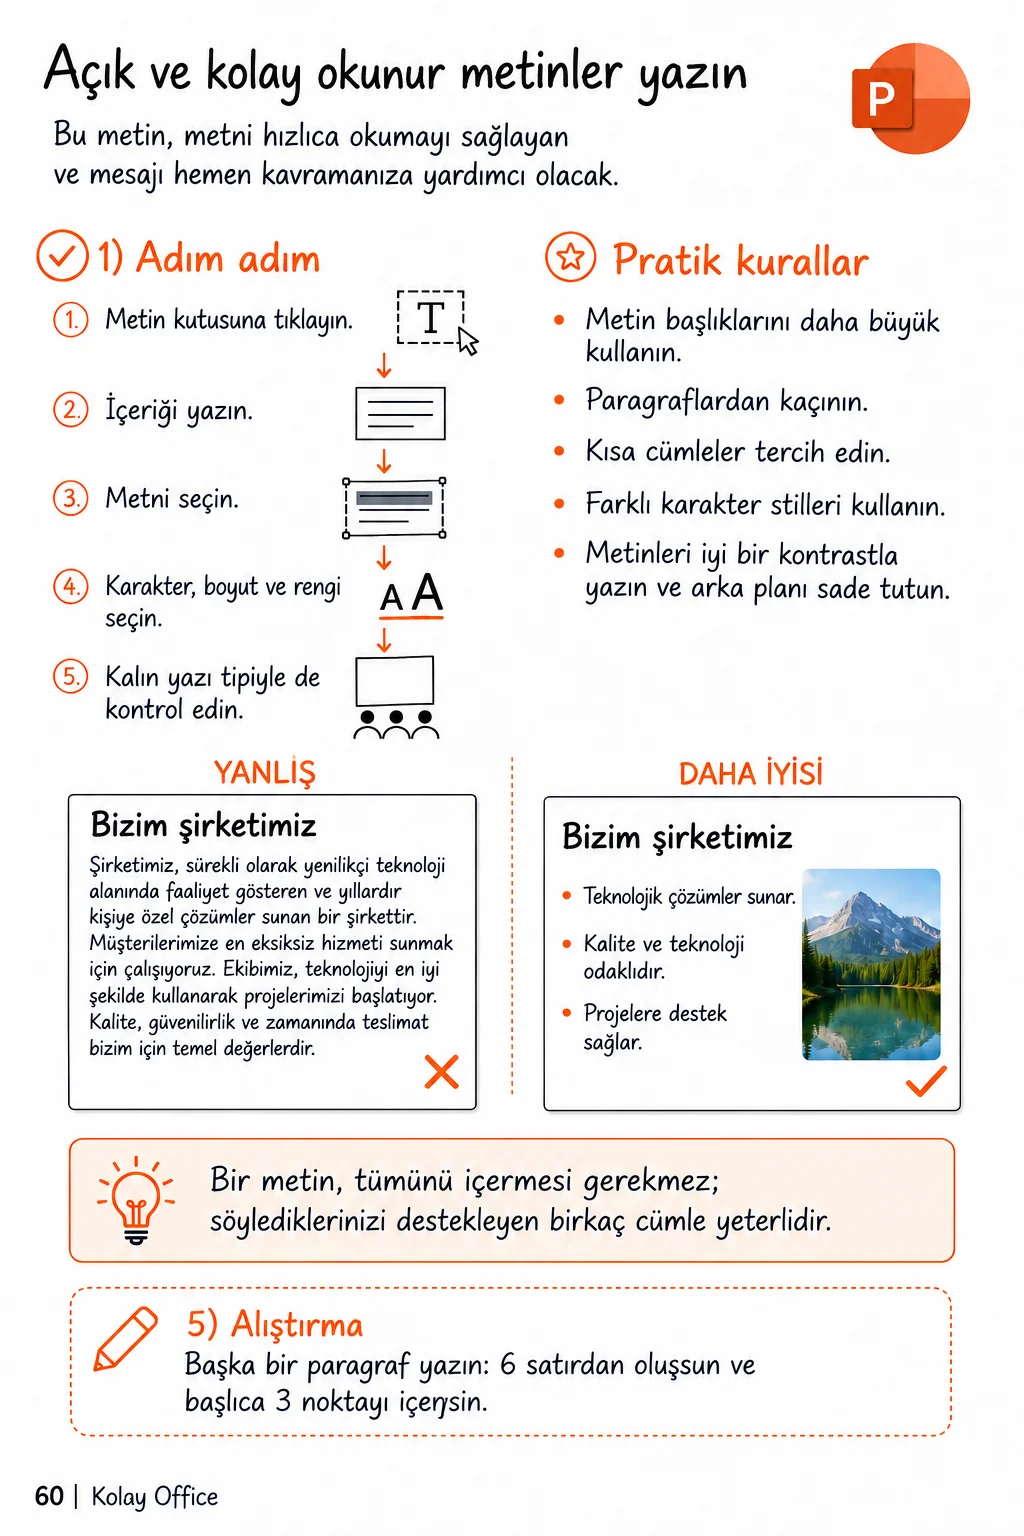 Açık ve kolay okunur metinler yazın
P
Bu metin, metni hızlıca okumayı sağlayan
ve mesajı hemen kavramanıza yardımcı olacak.
1) Adım adım
1. Metin kutusuna tıklayın.
T
2. İçeriği yazın.
3. Metni seçin.
4. Karakter, boyut ve rengi
seçin.
A A
5. Kalın yazı tipiyle de
kontrol edin.
Pratik kurallar
• Metin başlıklarını daha büyük
kullanın.
• Paragraflardan kaçının.
• Kısa cümleler tercih edin.
• Farklı karakter stilleri kullanın.
• Metinleri iyi bir kontrastla
yazın ve arka planı sade tutun.
YANLİŞ
Bizim şirketimiz
Şirketimiz, sürekli olarak yenilikçi teknoloji
alanında faaliyet gösteren ve yıllardır
kişiye özel çözümler sunan bir şirkettir.
Müşterilerimize en eksiksiz hizmeti sunmak
için çalışıyoruz. Ekibimiz, teknolojiyi en iyi
şekilde kullanarak projelerimizi başlatıyor.
Kalite, güvenilirlik ve zamanında teslimat
bizim için temel değerlerdir.
DAHA İYİSİ
Bizim şirketimiz
• Teknolojik çözümler sunar.
• Kalite ve teknoloji
odaklıdır.
• Projelere destek
sağlar.
Bir metin, tümünü içermesi gerekmez;
söylediklerinizi destekleyen birkaç cümle yeterlidir.
5) Alıştırma
Başka bir paragraf yazın: 6 satırdan oluşsun ve
başlıca 3 noktayı
60 | Kolay Office